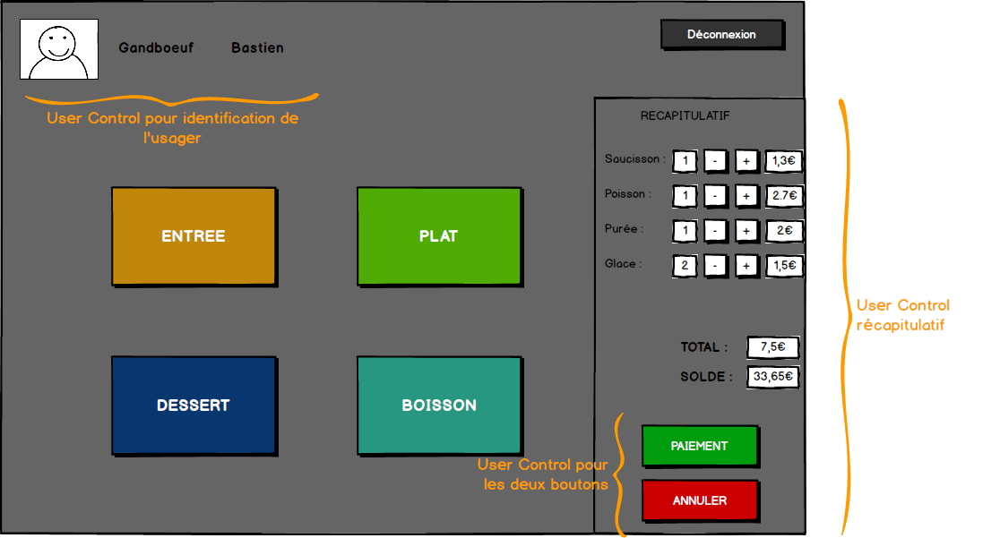 Gandboeuf Bastien
Déconnexion
User Control pour identification de
l'usager
ENTREE
PLAT
DESSERT
BOISSON
RECAPITULATIF
Saucisson : 1 - + 1,3€
Poisson : 1 - + 2.7€
Purée : 1 - + 2€
Glace : 2 - + 1,5€
TOTAL : 7,5€
SOLDE : 33,65€
User Control pour
les deux boutons
PAIEMENT
ANNULER
User Control
récapitulatif